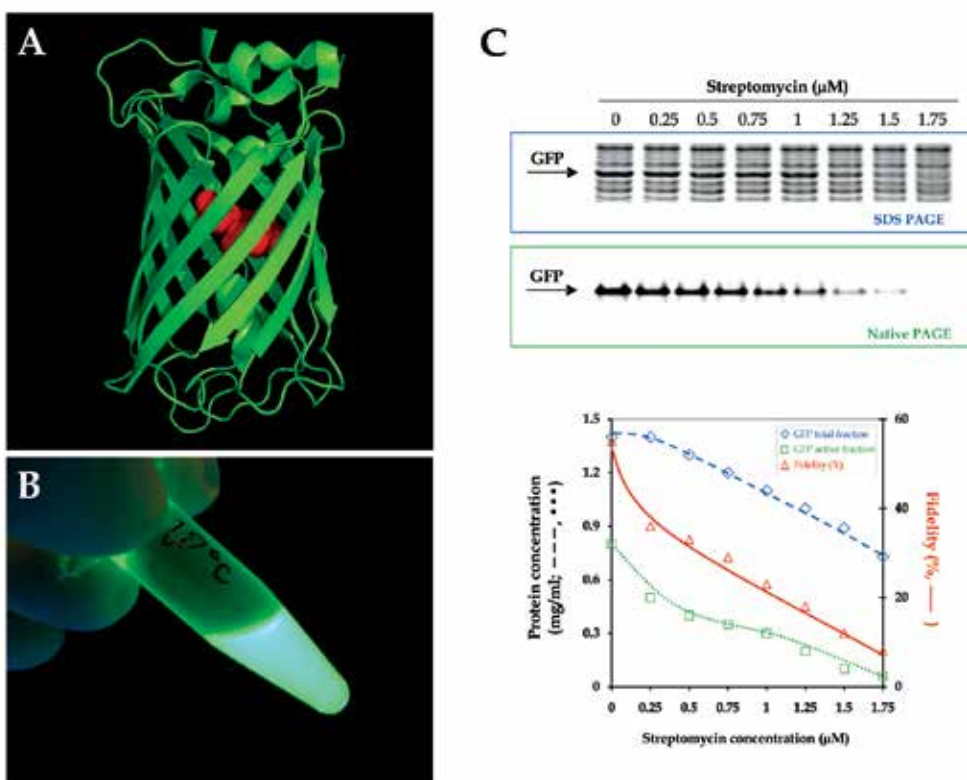 A
B
C
Streptomycin (µM)
0 0.25 0.5 0.75 1 1.25 1.5 1.75
GFP
SDS PAGE
GFP
Native PAGE
1.5
1.2
0.9
0.6
0.3
0
60
40
20
0
GFP total fraction
GFP active fraction
Fidelity (%)
Protein concentration
(mg/ml; – – –, •••)
Fidelity (%, —— )
0 0.25 0.5 0.75 1 1.25 1.5 1.75
Streptomycin concentration (µM)